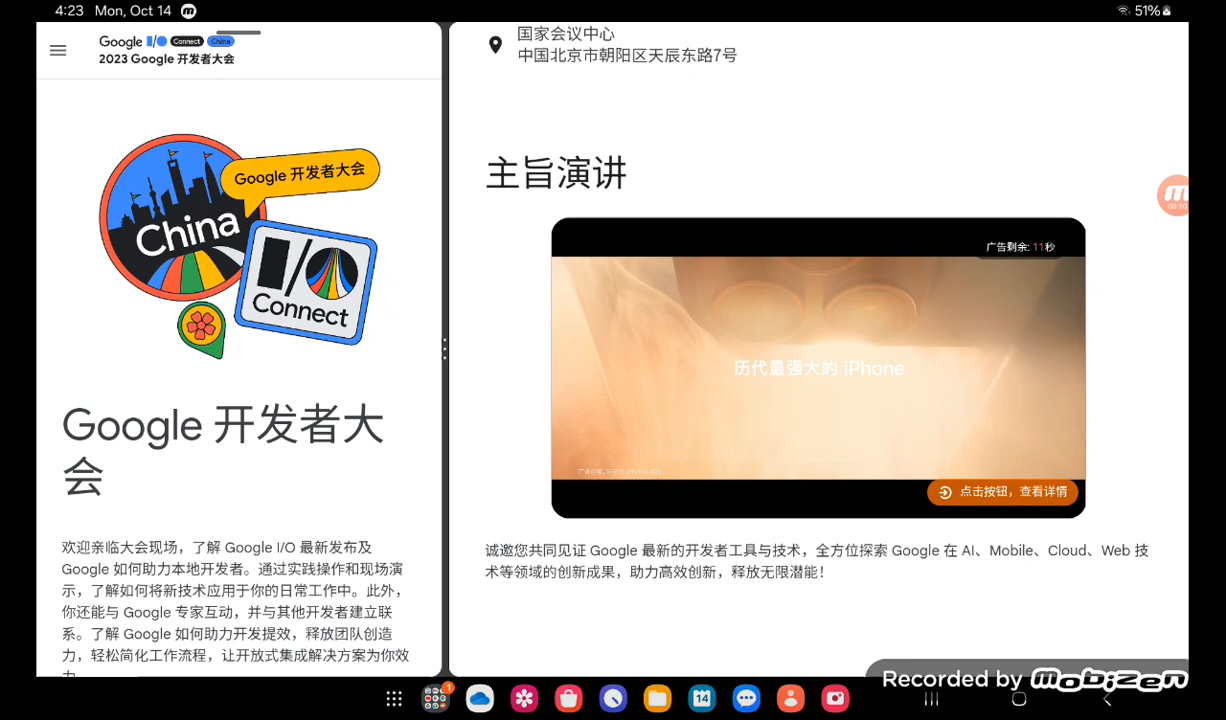 4:23 Mon, Oct 14
51%
Google I/O Connect China
2023 Google 开发者大会
Google 开发者大会
China
I/O
Connect
Google 开发者大
会
欢迎亲临大会现场，了解 Google I/O 最新发布及
Google 如何助力本地开发者。通过实践操作和现场演
示，了解如何将新技术应用于你的日常工作中。此外，
你还能与 Google 专家互动，并与其他开发者建立联
系。了解 Google 如何助力开发提效，释放团队创造
力，轻松简化工作流程，让开放式集成解决方案为你效
力
国家会议中心
中国北京市朝阳区天辰东路7号
主旨演讲
广告剩余: 11秒
历代最强大的 iPhone
点击按钮，查看详情
诚邀您共同见证 Google 最新的开发者工具与技术，全方位探索 Google 在 AI、Mobile、Cloud、Web 技
术等领域的创新成果，助力高效创新，释放无限潜能！
00:10
1
14
Recorded by mobizen